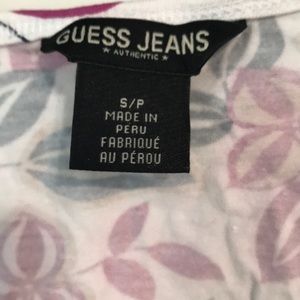 GUESS JEANS
★ AUTHENTIC ★
S/P
MADE IN
PERU
FABRIQUÉ
AU PÉROU